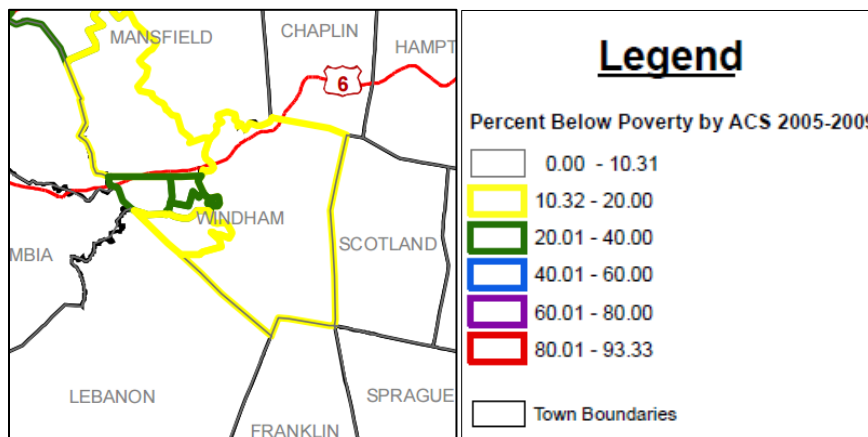 MANSFIELD
CHAPLIN
HAMPT
6
WINDHAM
SCOTLAND
MBIA
LEBANON
SPRAGUE
FRANKLIN
Legend
Percent Below Poverty by ACS 2005-2009
0.00 - 10.31
10.32 - 20.00
20.01 - 40.00
40.01 - 60.00
60.01 - 80.00
80.01 - 93.33
Town Boundaries